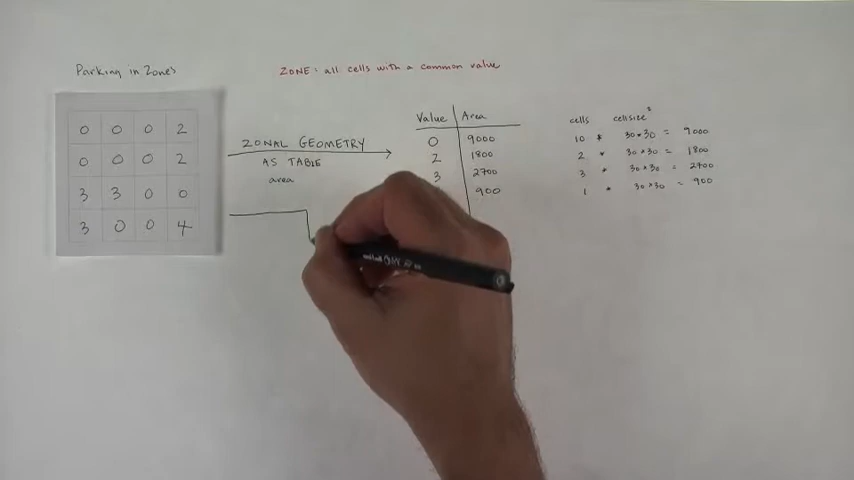 Parking in Zones
ZONE: all cells with a common value
0 0 0 2
0 0 0 2
3 3 0 0
3 0 0 4
ZONAL GEOMETRY
AS TABLE
area
Value Area
0 9000
2 1800
3 2700
900
cells cellsize²
10 * 30*30 = 9000
2 * 30*30 = 1800
3 * 30*30 = 2700
1 * 30*30 = 900